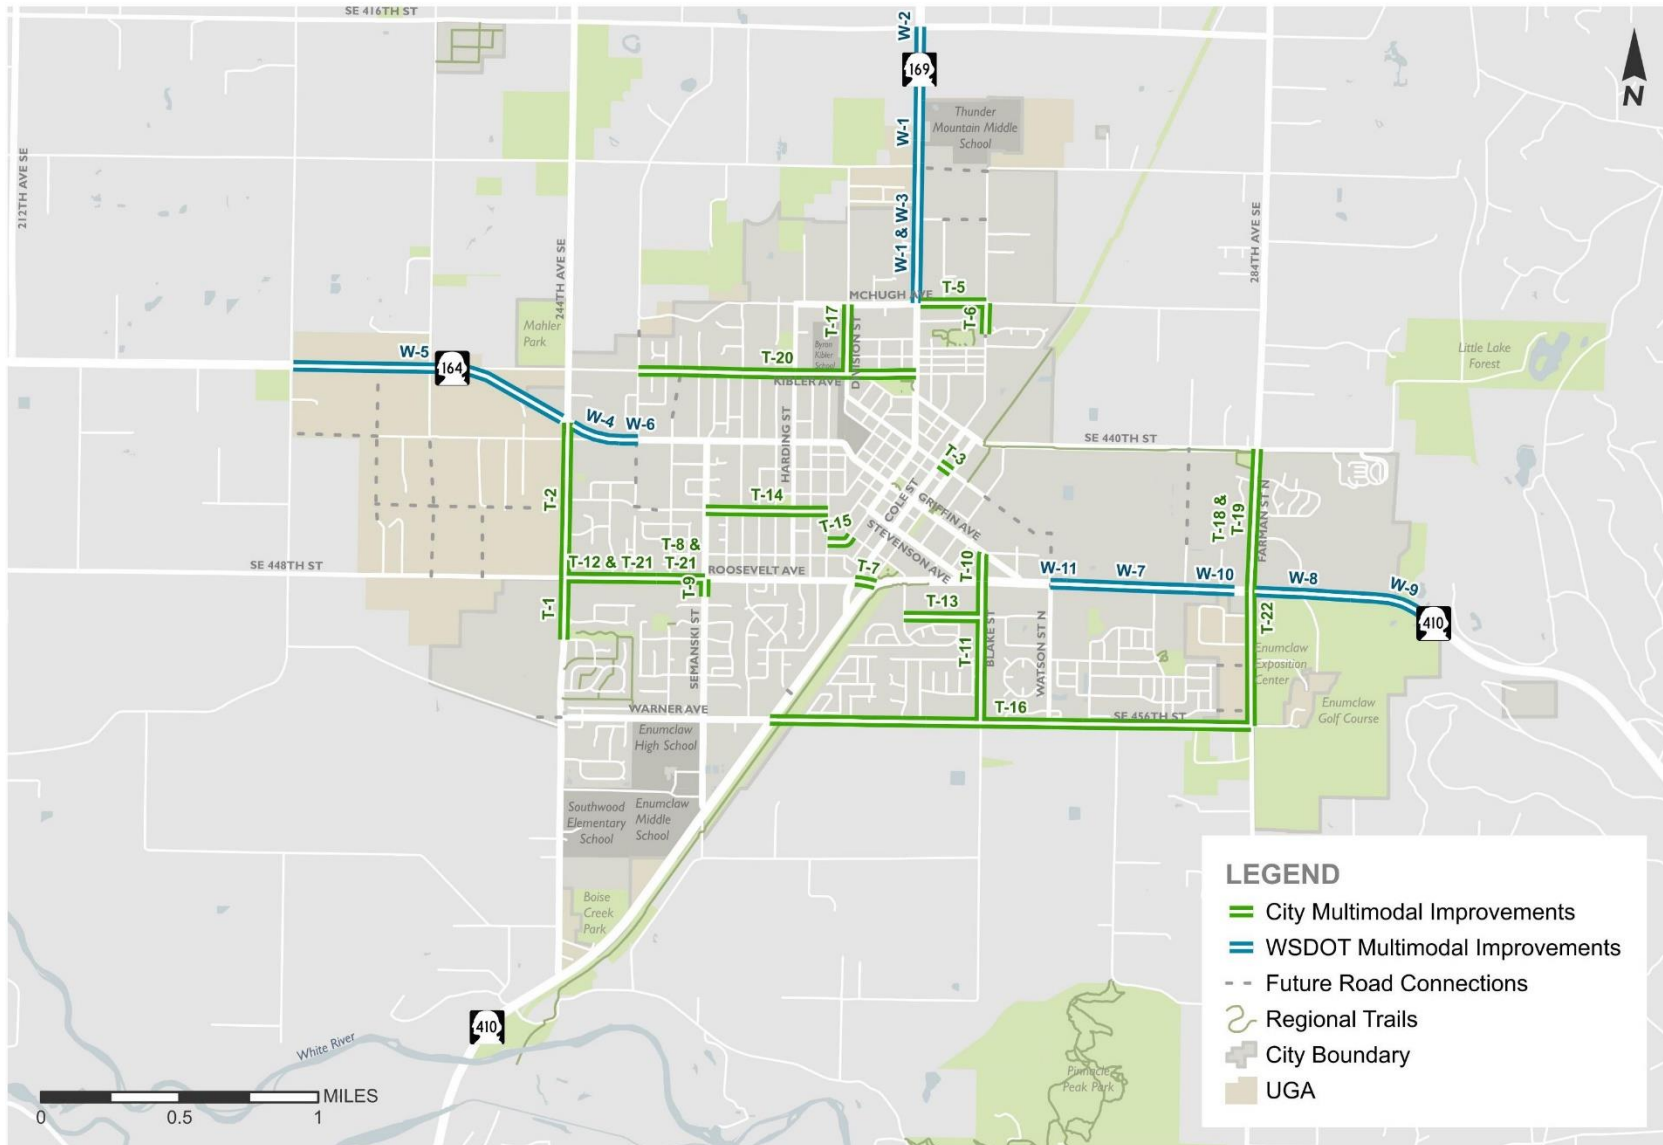 SE 416TH ST
W-2
169
N
Thunder
Mountain Middle
School
W-1
212TH AVE SE
W-1 & W-3
244TH AVE SE
284TH AVE SE
MCHUGH AVE
T-5
T-6
T-17
DIVISION ST
Mahler
Park
Byron
Kibler
School
Little Lake
Forest
W-5
164
T-20
KIBLER AVE
W-4
W-6
HARDING ST
SE 440TH ST
T-3
T-2
T-14
COLE ST
GRIFFIN AVE
T-15
STEVENSON AVE
T-18 &
T-19
FARMAN ST N
SE 448TH ST
T-12 & T-21
T-8 &
T-21
ROOSEVELT AVE
T-7
T-10
W-11
W-7
W-10
W-8
W-9
T-9
T-1
T-13
410
T-22
SEMANSKI ST
T-11
BLAKE ST
WATSON ST N
Enumclaw
Exposition
Center
WARNER AVE
T-16
SE 456TH ST
Enumclaw
Golf Course
Enumclaw
High School
Southwood
Elementary
School
Enumclaw
Middle
School
Boise
Creek
Park
410
White River
Pinnacle
Peak Park
0
0.5
1
MILES
LEGEND
City Multimodal Improvements
WSDOT Multimodal Improvements
Future Road Connections
Regional Trails
City Boundary
UGA